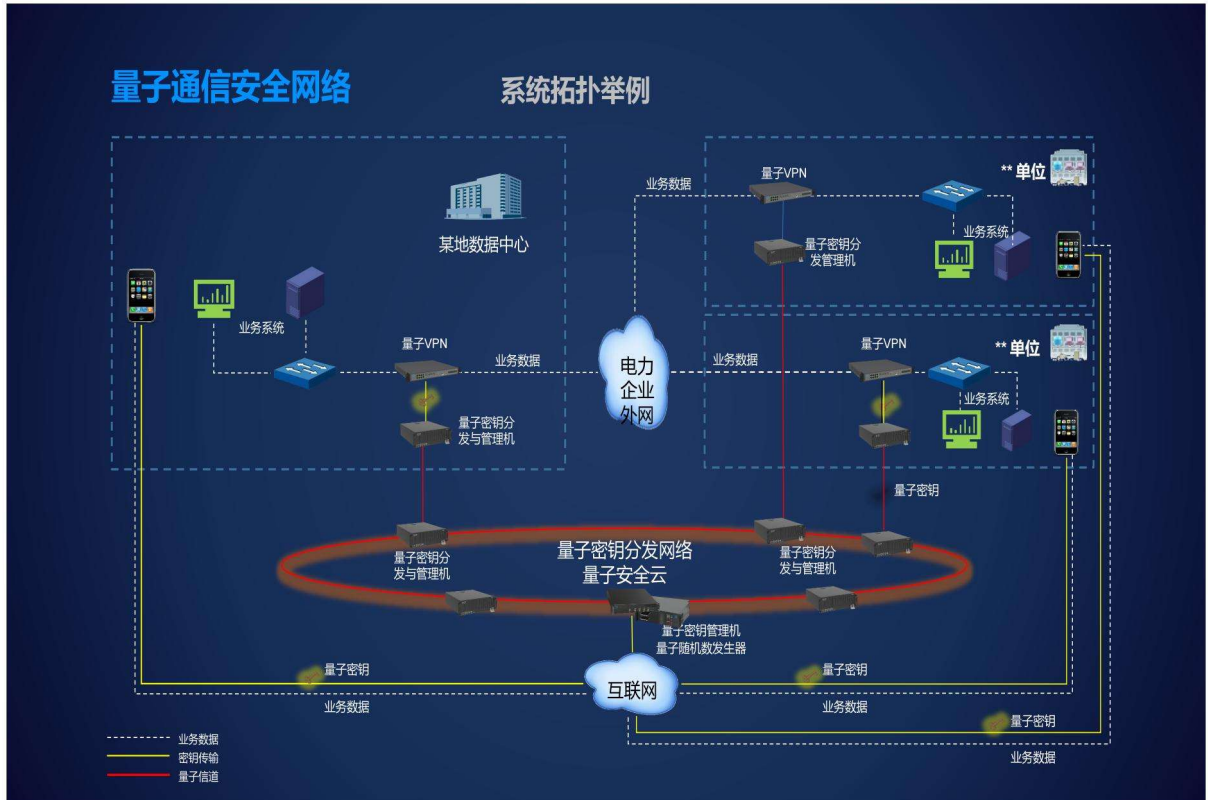 量子通信安全网络
系统拓扑举例
某地数据中心
业务系统
量子VPN
业务数据
量子密钥分
发与管理机
电力
企业
外网
业务数据
量子VPN
** 单位
业务系统
量子密钥分
发管理机
业务数据
量子VPN
** 单位
业务系统
量子密钥
量子密钥分
发与管理机
量子密钥分发网络
量子安全云
量子密钥分
发与管理机
量子密钥管理机
量子随机数发生器
互联网
量子密钥
业务数据
量子密钥
业务数据
量子密钥
业务数据
业务数据
密钥传输
量子信道